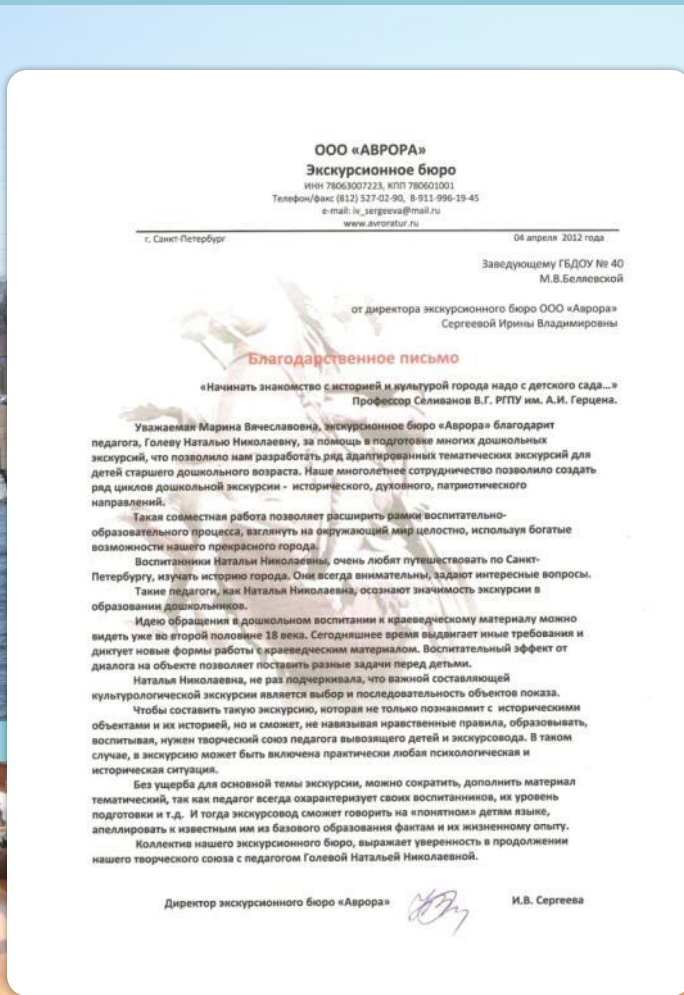 ООО «АВРОРА»
Экскурсионное бюро
ИНН 78063007223, КПП 780601001
Телефон/факс (812) 527-02-90, 8-911-996-19-45
e-mail: iv_sergeeva@mail.ru
www.avroratur.ru
г. Санкт-Петербург 04 апреля 2012 года
Заведующему ГБДОУ № 40
М.В.Беляевской
от директора экскурсионного бюро ООО «Аврора»
Сергеевой Ирины Владимировны
Благодарственное письмо
«Начинать знакомство с историей и культурой города надо с детского сада...»
Профессор Селиванов В.Г. РГПУ им. А.И. Герцена.
Уважаемая Марина Вячеславовна, экскурсионное бюро «Аврора» благодарит
педагога, Голеву Наталью Николаевну, за помощь в подготовке многих дошкольных
экскурсий, что позволило нам разработать ряд адаптированных тематических экскурсий для
детей старшего дошкольного возраста. Наше многолетнее сотрудничество позволило создать
ряд циклов дошкольной экскурсии - исторического, духовного, патриотического
направлений.
Такая совместная работа позволяет расширить рамки воспитательно-
образовательного процесса, взглянуть на окружающий мир целостно, используя богатые
возможности нашего прекрасного города.
Воспитанники Натальи Николаевны, очень любят путешествовать по Санкт-
Петербургу, изучать историю города. Они всегда внимательны, задают интересные вопросы.
Такие педагоги, как Наталья Николаевна, осознают значимость экскурсии в
образовании дошкольников.
Идею обращения в дошкольном воспитании к краеведческому материалу можно
видеть уже во второй половине 18 века. Сегодняшнее время выдвигает иные требования и
диктует новые формы работы с краеведческим материалом. Воспитательный эффект от
диалога на объекте позволяет поставить разные задачи перед детьми.
Наталья Николаевна, не раз подчеркивала, что важной составляющей
культурологической экскурсии является выбор и последовательность объектов показа.
Чтобы составить такую экскурсию, которая не только познакомит с историческими
объектами и их историей, но и сможет, не навязывая нравственные правила, образовывать,
воспитывая, нужен творческий союз педагога вывозящего детей и экскурсовода. В таком
случае, в экскурсию может быть включена практически любая психологическая и
историческая ситуация.
Без ущерба для основной темы экскурсии, можно сократить, дополнить материал
тематический, так как педагог всегда охарактеризует своих воспитанников, их уровень
подготовки и т.д. И тогда экскурсовод сможет говорить на «понятном» детям языке,
апеллировать к известным им из базового образования фактам и их жизненному опыту.
Коллектив нашего экскурсионного бюро, выражает уверенность в продолжении
нашего творческого союза с педагогом Голевой Натальей Николаевной.
Директор экскурсионного бюро «Аврора» И.В. Сергеева